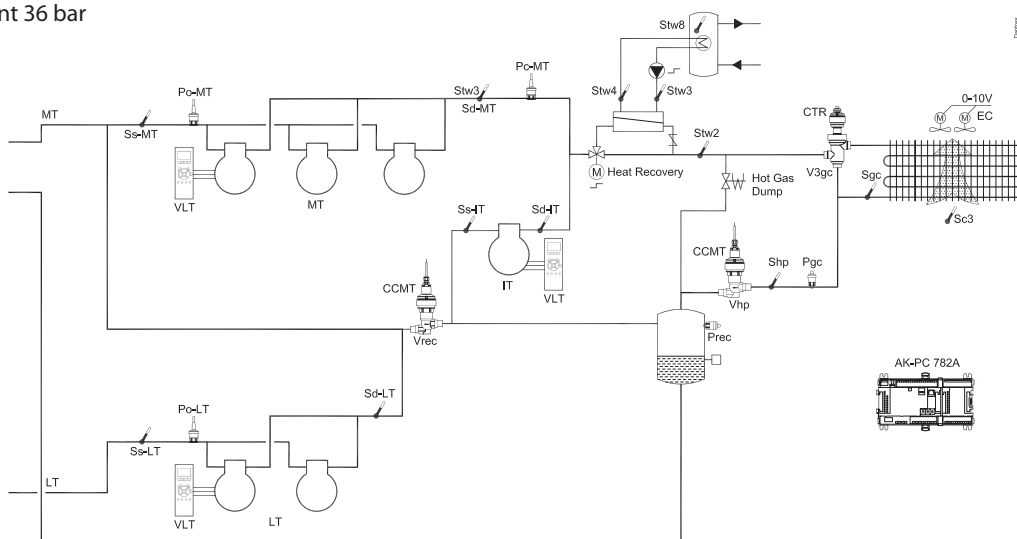 nt 36 bar
Stw8
Danfoss
Po-MT
Pc-MT
Stw3
Sd-MT
Stw4
Stw3
CTR
0-10V
M
M
EC
MT
Ss-MT
M
Heat Recovery
Stw2
V3gc
Sgc
Hot Gas
Dump
Sc3
VLT
MT
Ss-IT
Sd-IT
CCMT
IT
VLT
CCMT
Shp
Pgc
Vhp
Vrec
Prec
AK-PC 782A
Sd-LT
Po-LT
Ss-LT
LT
VLT
LT